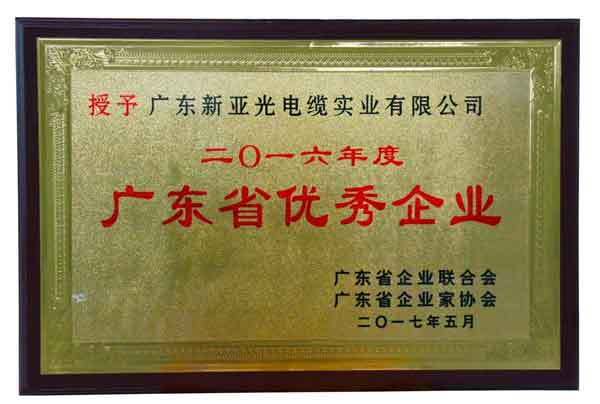 授予 广东新亚光电缆实业有限公司
二〇一六年度
广东省优秀企业
广东省企业联合会
广东省企业家协会
二〇一七年五月